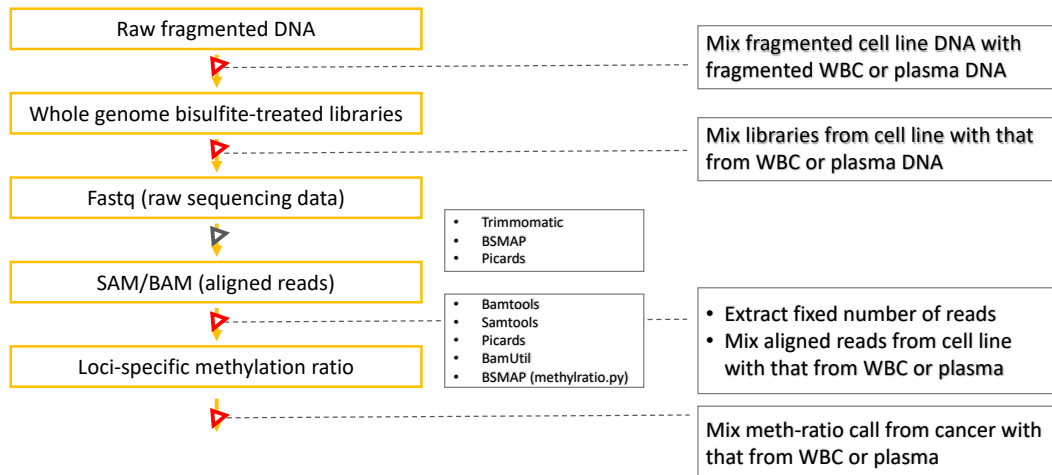 Raw fragmented DNA
Mix fragmented cell line DNA with
fragmented WBC or plasma DNA
Whole genome bisulfite-treated libraries
Mix libraries from cell line with that
from WBC or plasma DNA
Fastq (raw sequencing data)
• Trimmomatic
• BSMAP
• Picards
SAM/BAM (aligned reads)
• Bamtools
• Samtools
• Picards
• BamUtil
• BSMAP (methylratio.py)
• Extract fixed number of reads
• Mix aligned reads from cell line
with that from WBC or plasma
Loci-specific methylation ratio
Mix meth-ratio call from cancer with
that from WBC or plasma